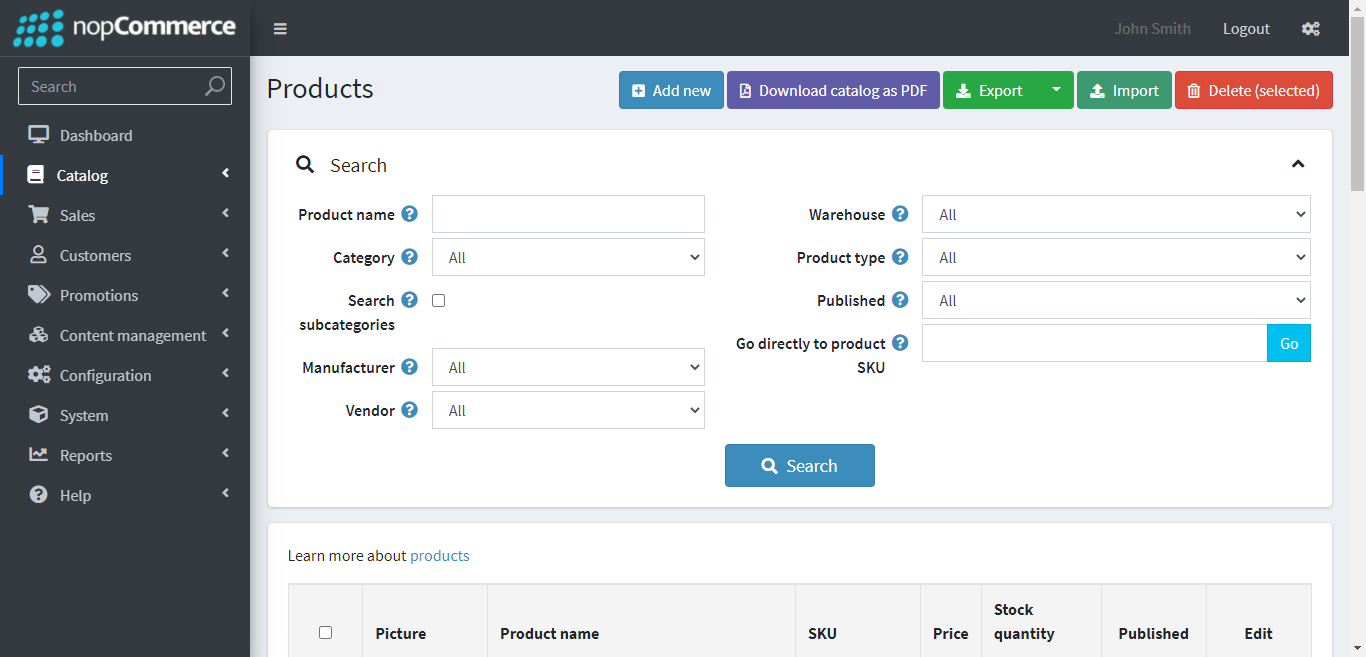 nopCommerce
John Smith
Logout
Search
Dashboard
Catalog
Sales
Customers
Promotions
Content management
Configuration
System
Reports
Help
Products
Add new
Download catalog as PDF
Export
Import
Delete (selected)
Search
Product name
Category
All
Search
subcategories
Manufacturer
All
Vendor
All
Warehouse
All
Product type
All
Published
All
Go directly to product
SKU
Go
Search
Learn more about products
Picture
Product name
SKU
Price
Stock
quantity
Published
Edit